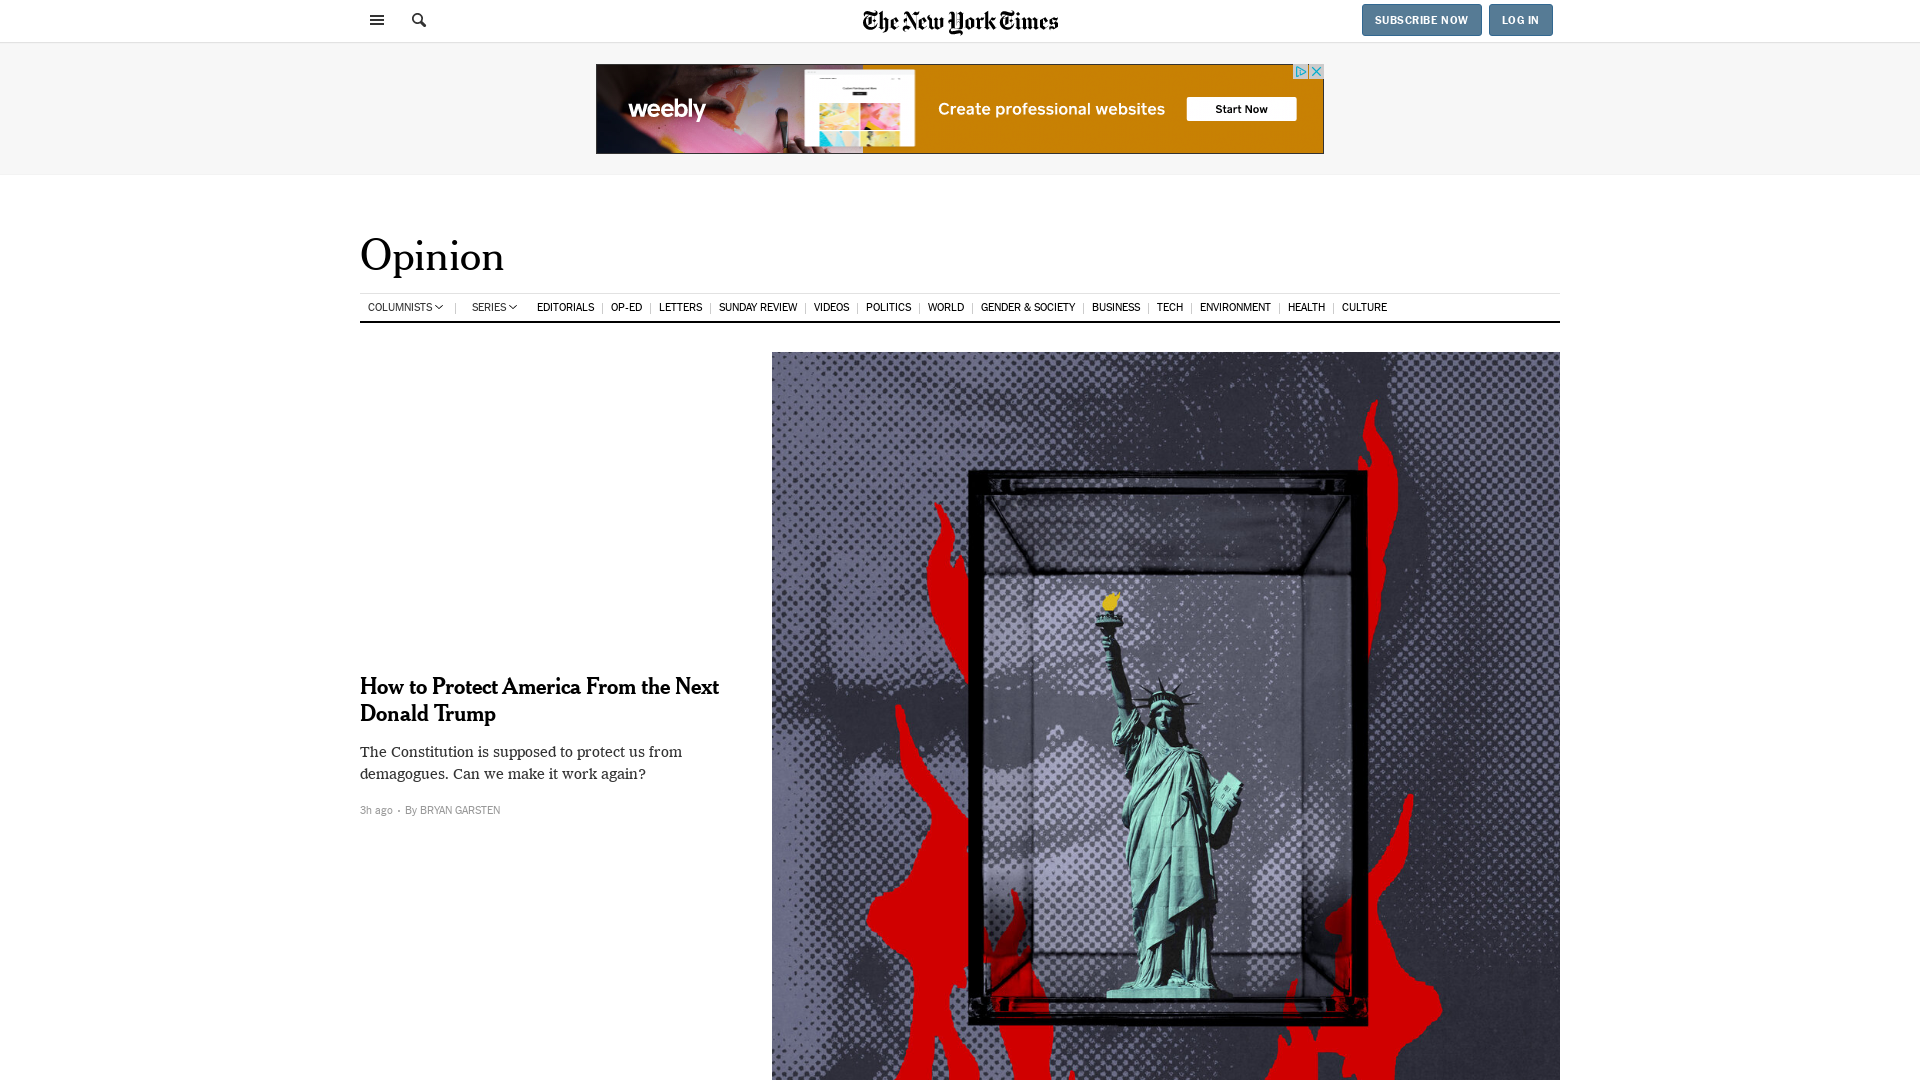 The New York Times
SUBSCRIBE NOW
LOG IN
weebly
Create professional websites
Start Now
Opinion
COLUMNISTS
SERIES
EDITORIALS
OP-ED
LETTERS
SUNDAY REVIEW
VIDEOS
POLITICS
WORLD
GENDER & SOCIETY
BUSINESS
TECH
ENVIRONMENT
HEALTH
CULTURE
How to Protect America From the Next
Donald Trump
The Constitution is supposed to protect us from
demagogues. Can we make it work again?
3h ago • By BRYAN GARSTEN